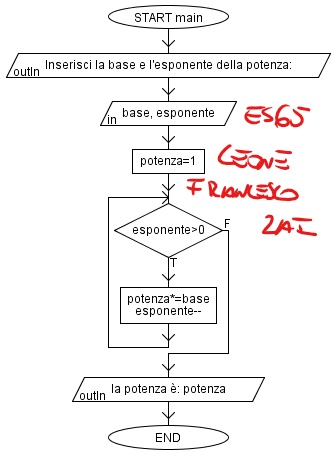 START main
Inserisci la base e l'esponente della potenza:
outln
base, esponente
in
ES65
potenza=1
LEONE
FRANCESCO
esponente>0
F
2AI
T
potenza*=base
esponente--
la potenza è: potenza
outln
END